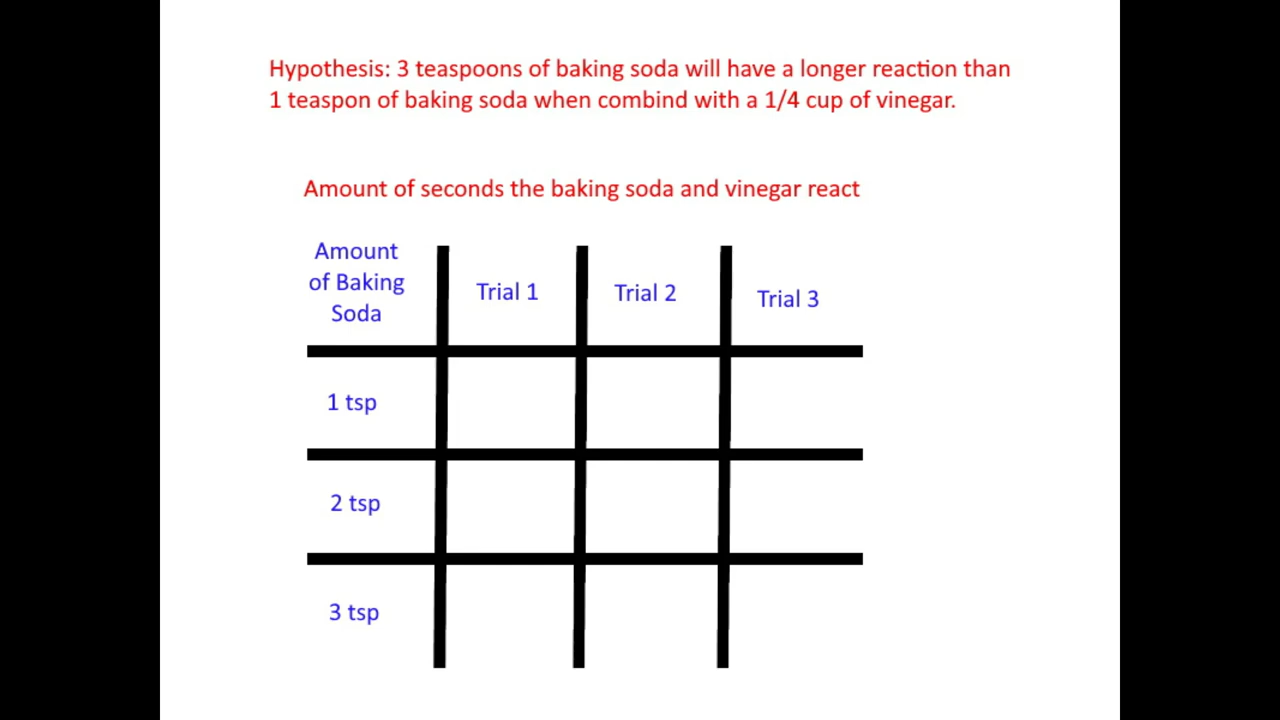 Hypothesis: 3 teaspoons of baking soda will have a longer reaction than
1 teaspon of baking soda when combind with a 1/4 cup of vinegar.
Amount of seconds the baking soda and vinegar react
Amount
of Baking
Soda
Trial 1
Trial 2
Trial 3
1 tsp
2 tsp
3 tsp